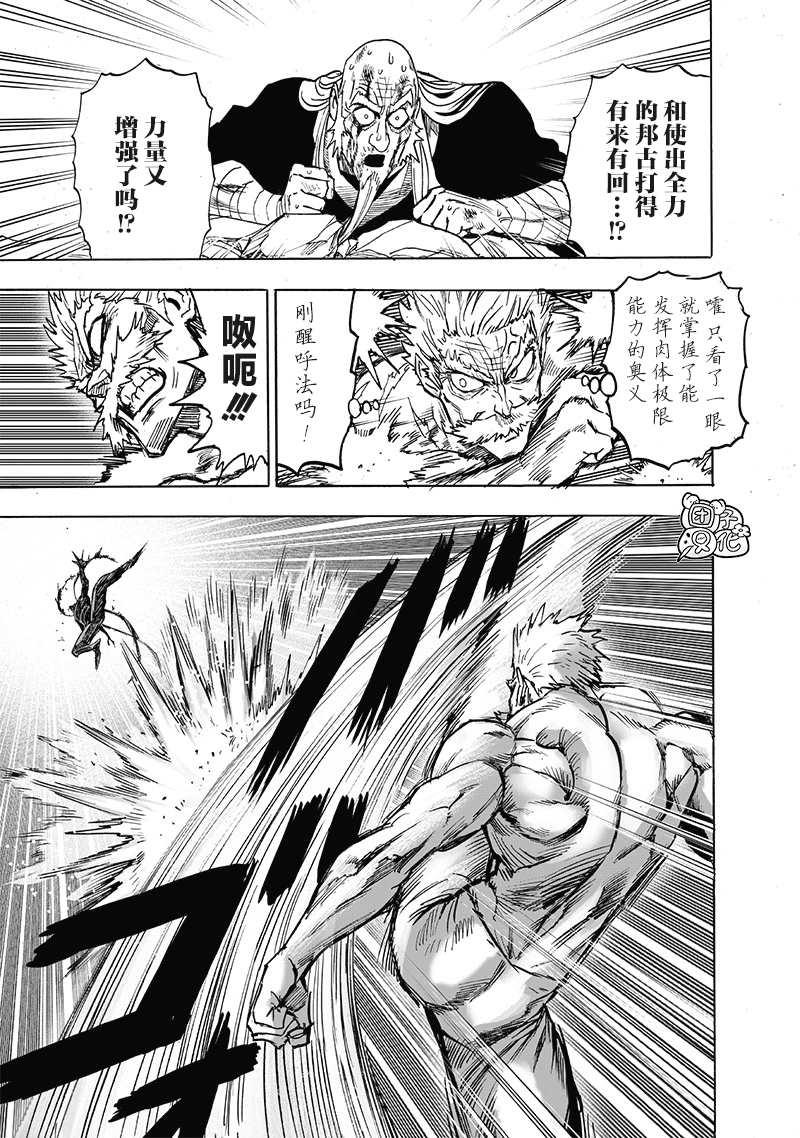 和使出全力
的邦古打得
有来有回…!?
力量又
增强了吗!?
嚯 只看了一眼
就掌握了能
发挥肉体极限
能力的奥义
刚醒呼法吗！
呶呃!!!
团子
汉化